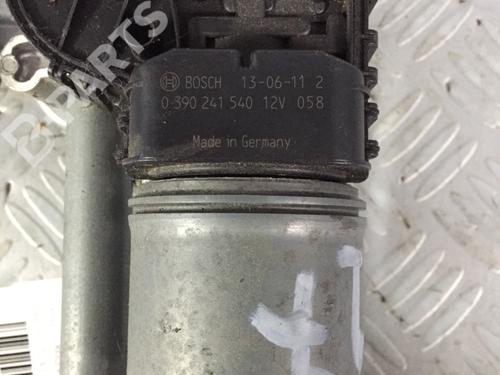 BOSCH 13-06-11 2
0 390 241 540 12V 058
Made in Germany
B-PARTS